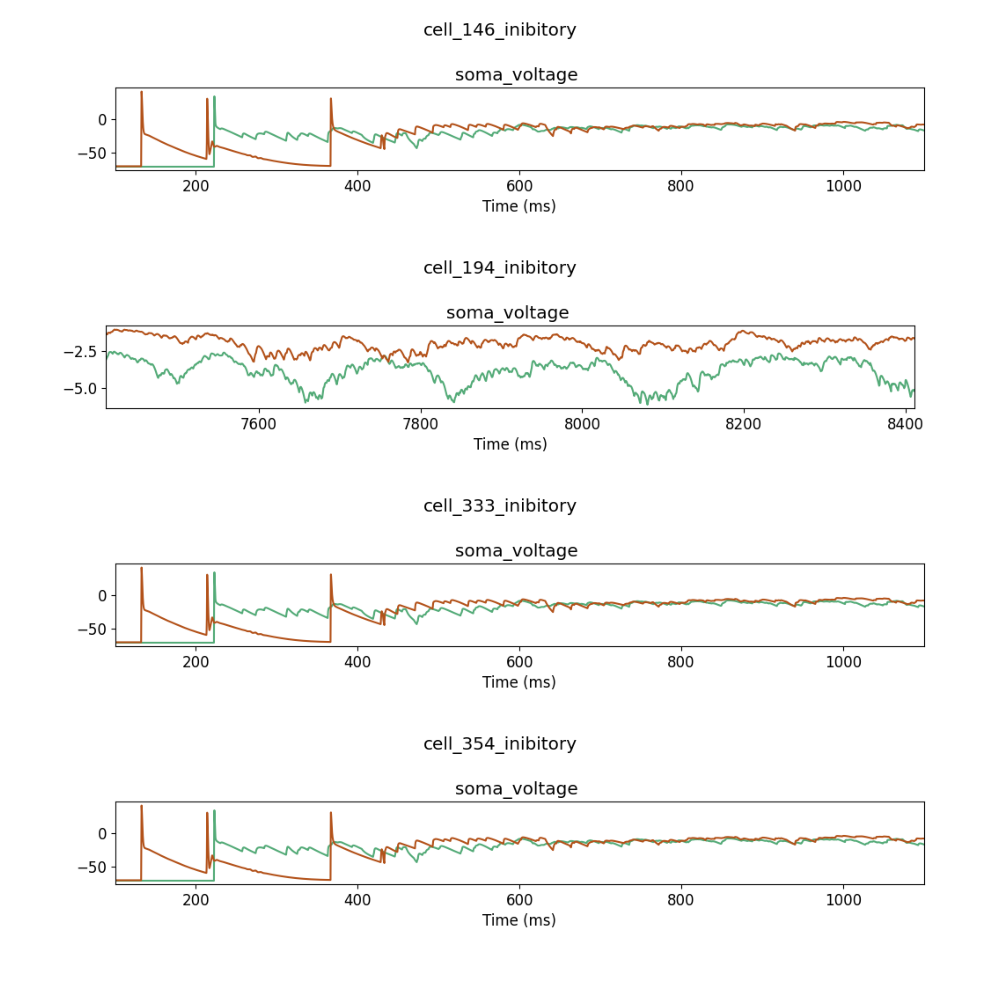 cell_146_inibitory
soma_voltage
0
−50
200 400 600 800 1000
Time (ms)
cell_194_inibitory
soma_voltage
−2.5
−5.0
7600 7800 8000 8200 8400
Time (ms)
cell_333_inibitory
soma_voltage
0
−50
200 400 600 800 1000
Time (ms)
cell_354_inibitory
soma_voltage
0
−50
200 400 600 800 1000
Time (ms)